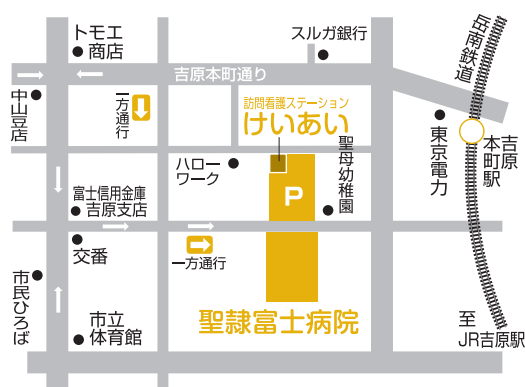 トモエ
商店
スルガ銀行
岳南鉄道
吉原本町通り
中山豆店
一方通行
訪問看護ステーション
けいあい
東京電力
吉原
本町駅
ハロー
ワーク
聖母幼稚園
P
富士信用金庫
吉原支店
交番
一方通行
市民ひろば
市立
体育館
聖隷富士病院
至
JR吉原駅